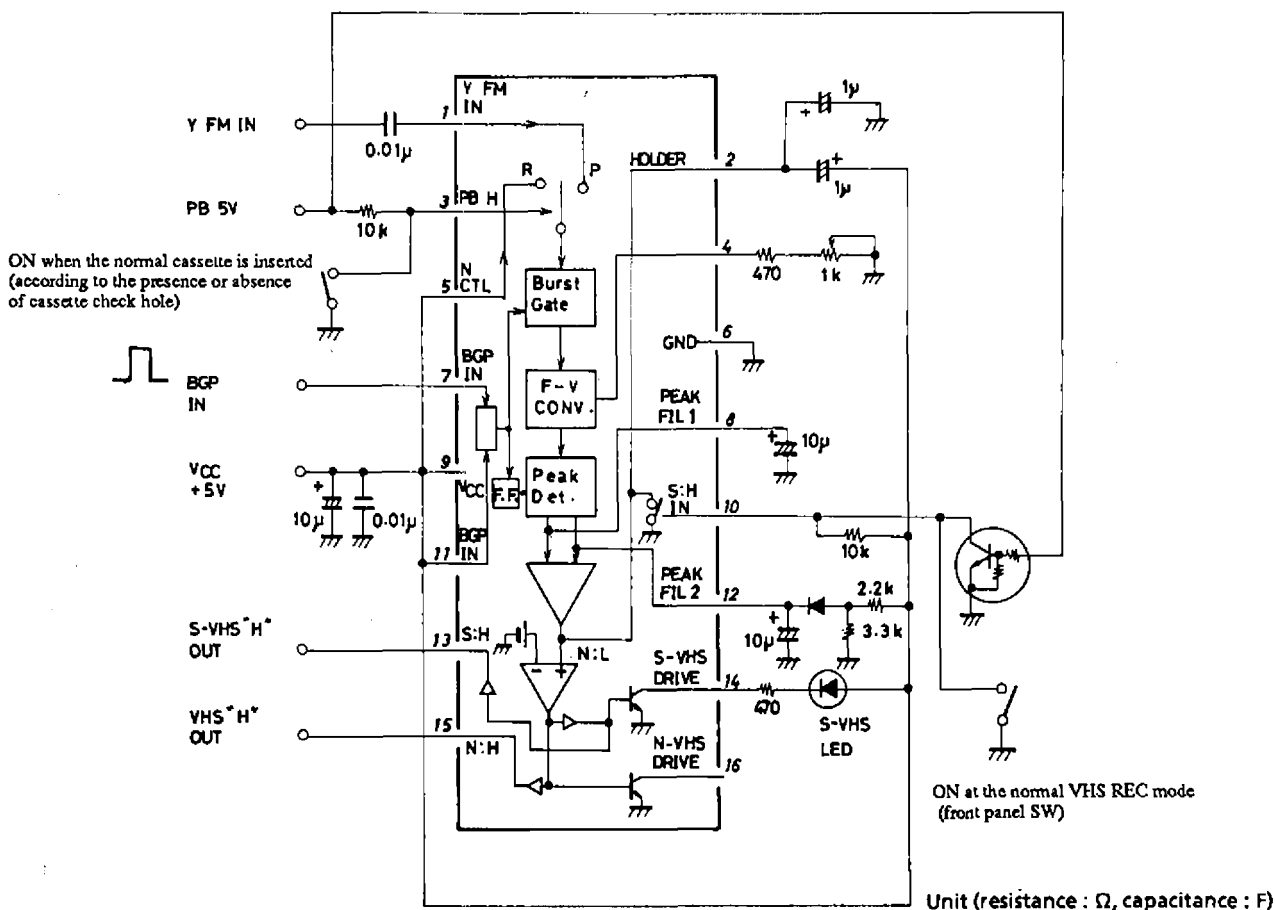 Y FM IN
0.01μ
1
Y FM
IN
R
P
HOLDER
2
1μ
+
+
1μ
PB 5V
10k
3
PB H
4
470
1k
ON when the normal cassette is inserted
(according to the presence or absence
of cassette check hole)
5
N
CTL
Burst
Gate
GND
6
BGP
IN
7
BGP
IN
F-V
CONV.
PEAK
FIL 1
8
+
10μ
VCC
+5V
+
10μ
0.01μ
9
VCC
F.F.
Peak
Det.
S:H
IN
10
10k
11
BGP
IN
PEAK
FIL 2
12
+
10μ
2.2k
3.3k
S-VHS"H"
OUT
13
S:H
N:L
-
+
S-VHS
DRIVE
14
470
S-VHS
LED
VHS"H"
OUT
15
N:H
N-VHS
DRIVE
16
ON at the normal VHS REC mode
(front panel SW)
Unit (resistance : Ω, capacitance : F)